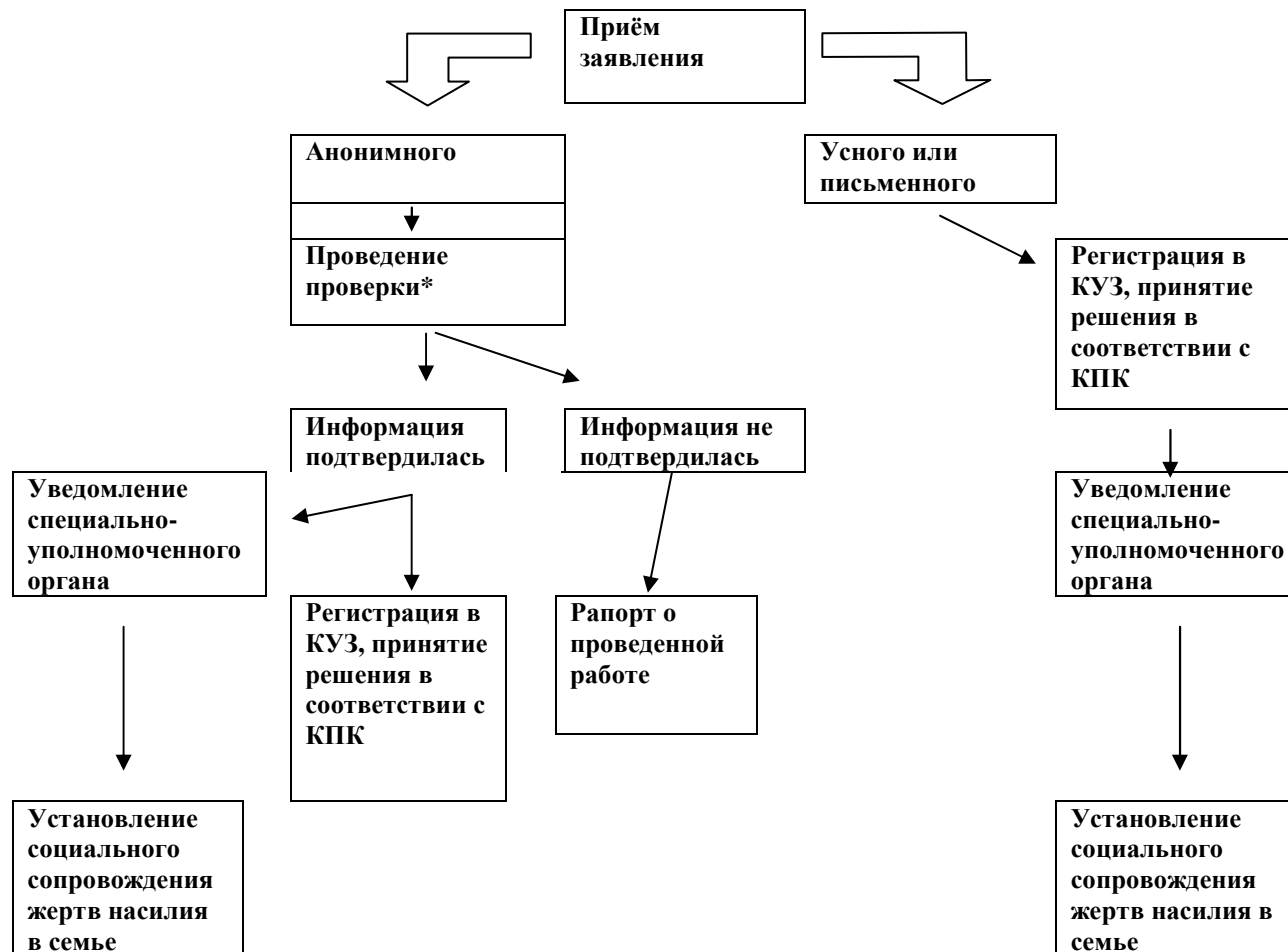 Приём
заявления
Анонимного
Усного или
письменного
Проведение
проверки*
Регистрация в
КУЗ, принятие
решения в
соответствии с
КПК
Информация
подтвердилась
Информация не
подтвердилась
Уведомление
специально-
уполномоченного
органа
Уведомление
специально-
уполномоченного
органа
Регистрация в
КУЗ, принятие
решения в
соответствии с
КПК
Рапорт о
проведенной
работе
Установление
социального
сопровождения
жертв насилия
в семье
Установление
социального
сопровождения
жертв насилия в
семье